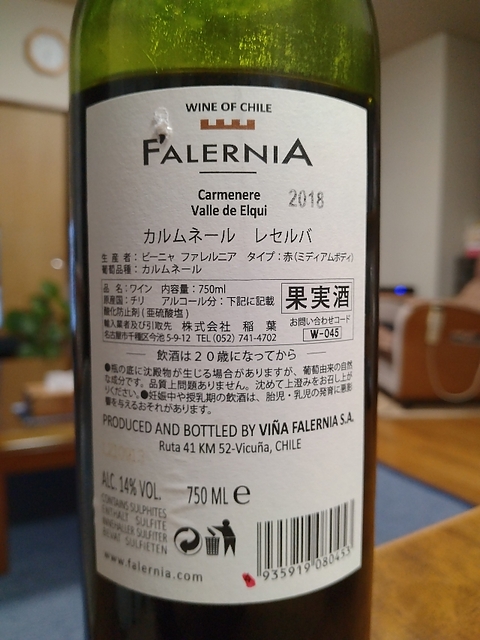 WINE OF CHILE
FALERNIA
Carmenere 2018
Valle de Elqui
カルムネール レセルバ
生産者：ビーニャ ファレルニア タイプ：赤(ミディアムボディ)
葡萄品種：カルムネール
品名：ワイン 内容量：750ml
原産国：チリ アルコール分：下記に記載
酸化防止剤(亜硫酸塩)
果実酒
輸入業者及び引取先 株式会社 稲葉
名古屋市千種区今池5-9-12 TEL (052) 741-4702
お問い合わせコード
W-045
飲酒は20歳になってから
●瓶の底に沈殿物が生じる場合がありますが、葡萄由来の自然
な成分です。品質上問題ありません。沈めて上澄みをお召し上が
りください。●妊娠中や授乳期の飲酒は、胎児・乳児の発育に悪影
響を与えるおそれがあります。
PRODUCED AND BOTTLED BY VIÑA FALERNIA S.A.
Ruta 41 KM 52-Vicuña, CHILE
ALC. 14% VOL. 750 ML e
CONTAINS SULPHITES
ENTHÄLT SULFITE
INNEHÅLLER SULFITER
BEVAT SULFIETEN
www.falernia.com
935919 080453